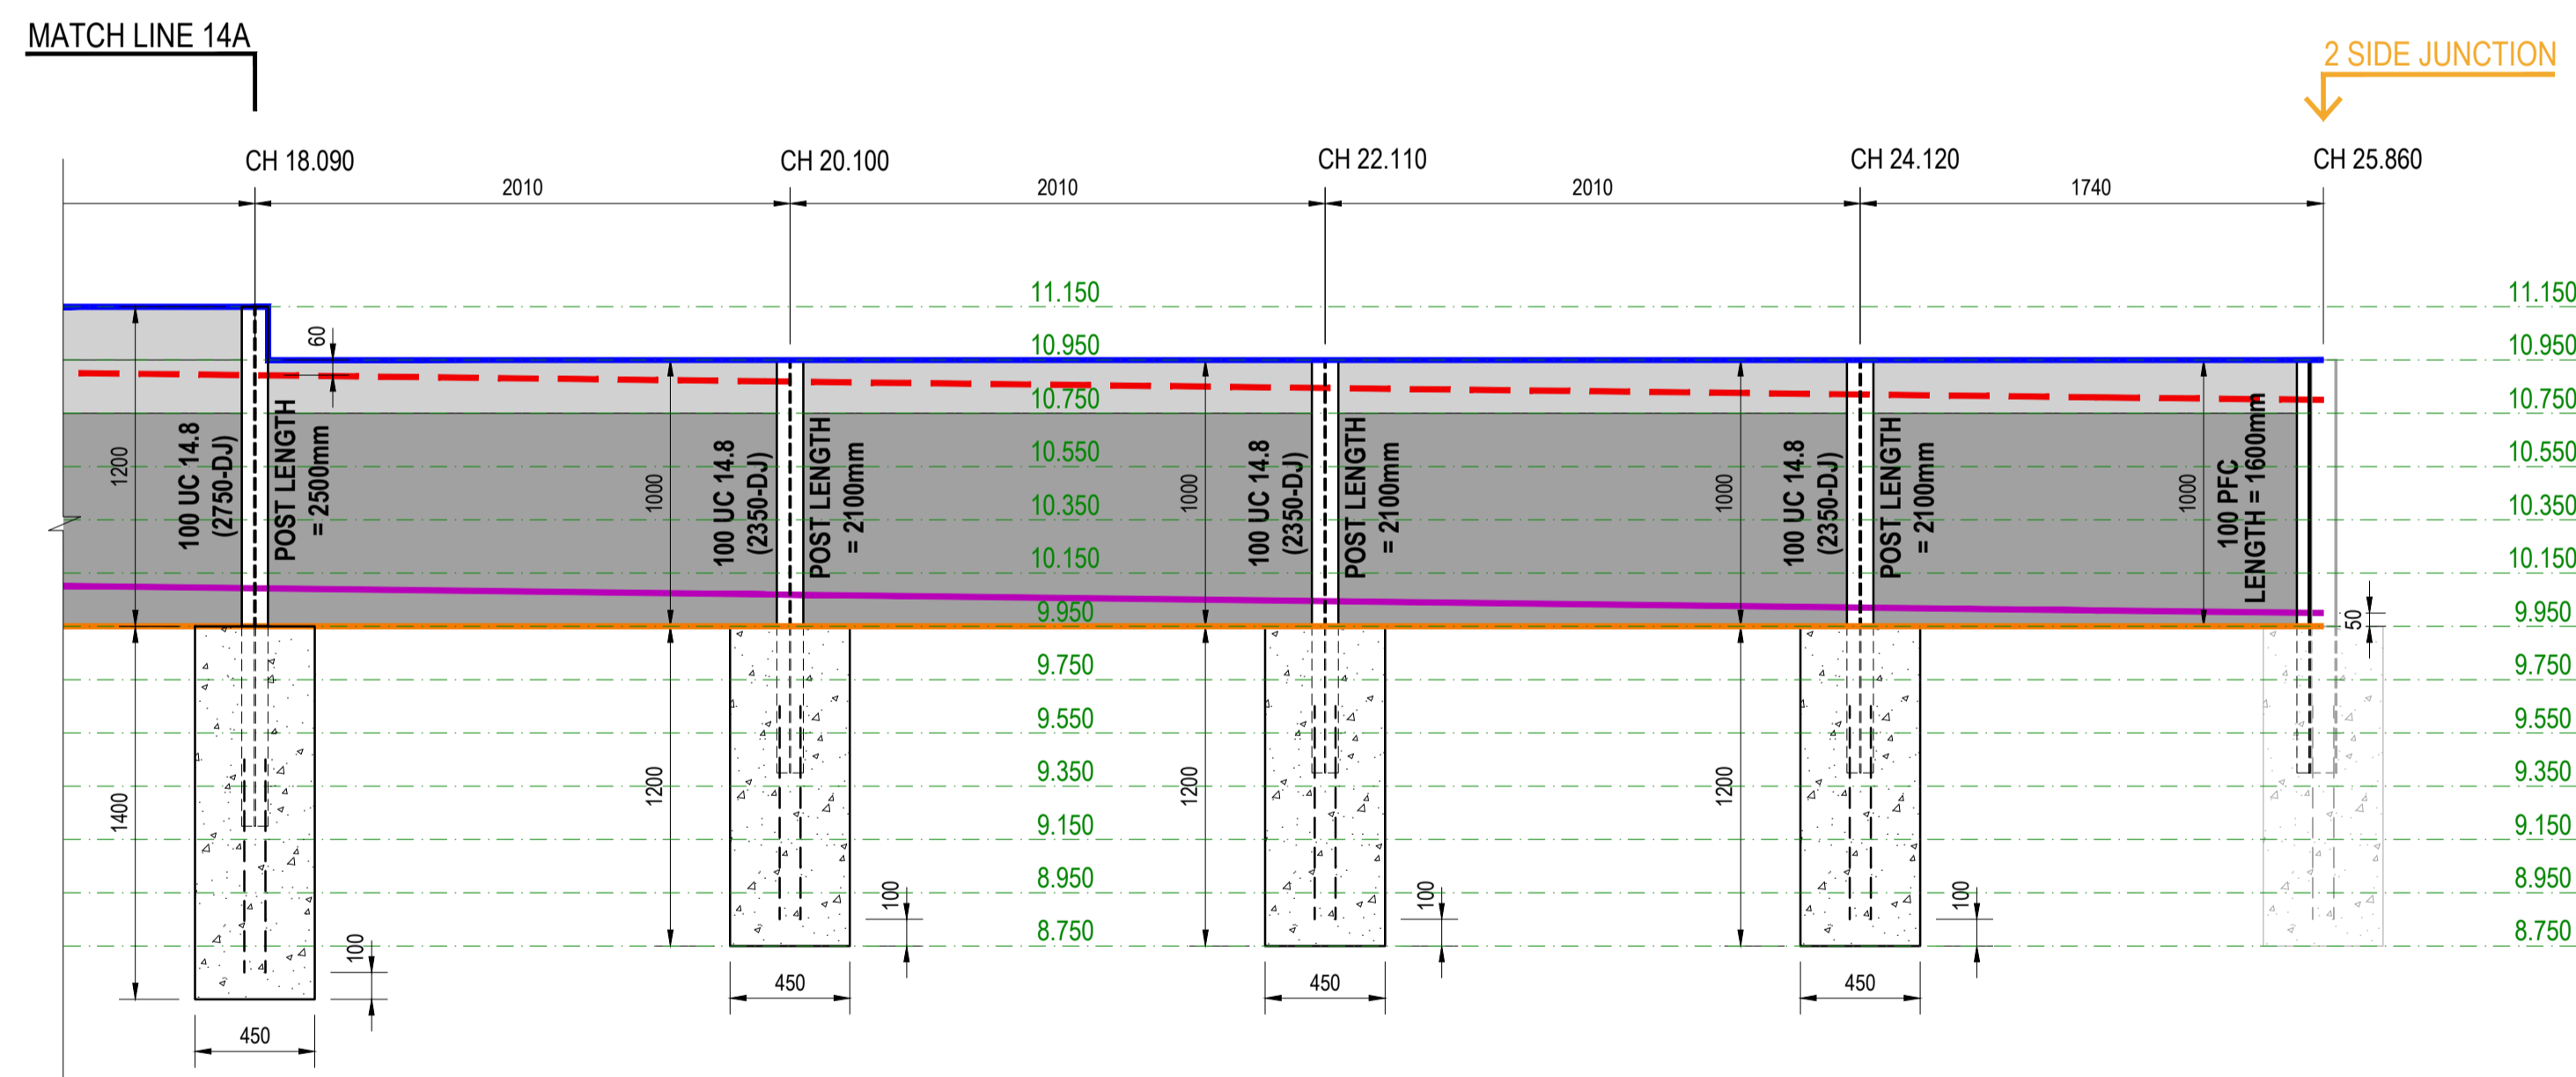 MATCH LINE 14A
2 SIDE JUNCTION
CH 18.090
CH 20.100
CH 22.110
CH 24.120
CH 25.860
2010
2010
2010
1740
11.150
11.150
60
10.950
10.950
10.750
10.750
10.550
10.550
10.350
10.350
10.150
10.150
9.950
9.950
9.750
9.750
9.550
9.550
9.350
9.350
9.150
9.150
8.950
8.950
8.750
8.750
1200
100 UC 14.8
(2750-DJ)
POST LENGTH
= 2500mm
1000
100 UC 14.8
(2350-DJ)
POST LENGTH
= 2100mm
1000
100 UC 14.8
(2350-DJ)
POST LENGTH
= 2100mm
1000
100 UC 14.8
(2350-DJ)
POST LENGTH
= 2100mm
1000
100 PFC
LENGTH = 1600mm
50
1400
1200
1200
1200
100
100
100
100
450
450
450
450